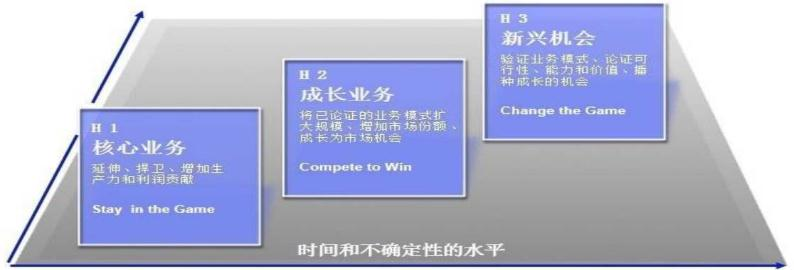 H 1
核心业务
延伸、捍卫、增加生
产力和利润贡献
Stay in the Game
H 2
成长业务
将已论证的业务模式扩
大规模、增加市场份额、
成长为市场机会
Compete to Win
H 3
新兴机会
验证业务模式、论证可
行性、能力和价值、播
种成长的机会
Change the Game
时间和不确定性的水平